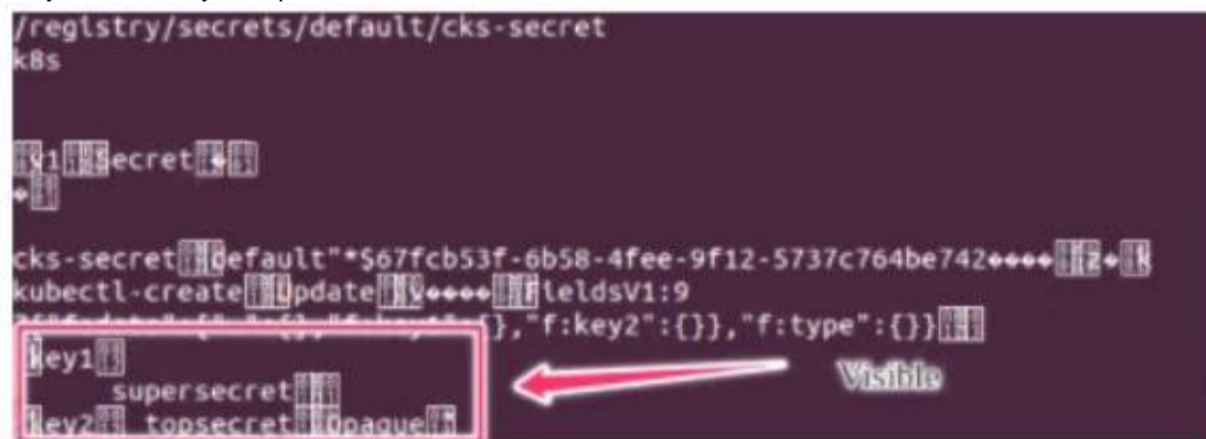 /registry/secrets/default/cks-secret
k8s
v1 Secret
cks-secret default"*$67fcb53f-6b58-4fee-9f12-5737c764be742 z k
kubectl-create Update v FieldsV1:9
{},"f:key2":{}},"f:type":{}}
key1
supersecret
Visible
key2 topsecret Opaque"